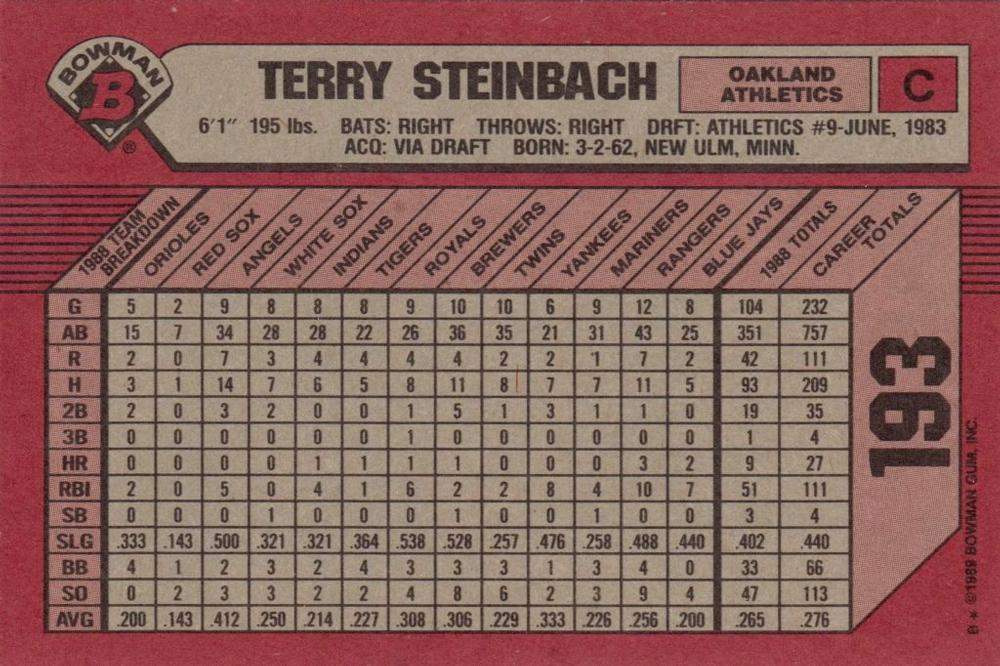 BOWMAN
B
®
TERRY STEINBACH
OAKLAND
ATHLETICS
C
6'1" 195 lbs. BATS: RIGHT THROWS: RIGHT DRFT: ATHLETICS #9-JUNE, 1983
ACQ: VIA DRAFT BORN: 3-2-62, NEW ULM, MINN.
1988 TEAM BREAKDOWN ORIOLES RED SOX ANGELS WHITE SOX INDIANS TIGERS ROYALS BREWERS TWINS YANKEES MARINERS RANGERS BLUE JAYS 1988 TOTALS CAREER TOTALS
G 5 2 9 8 8 8 9 10 10 6 9 12 8 104 232
AB 15 7 34 28 28 22 26 36 35 21 31 43 25 351 757
R 2 0 7 3 4 4 4 4 2 2 1 7 2 42 111
H 3 1 14 7 6 5 8 11 8 7 7 11 5 93 209
2B 2 0 3 2 0 0 1 5 1 3 1 1 0 19 35
3B 0 0 0 0 0 0 1 0 0 0 0 0 0 1 4
HR 0 0 0 0 1 1 1 1 0 0 0 3 2 9 27
RBI 2 0 5 0 4 1 6 2 2 8 4 10 7 51 111
SB 0 0 0 1 0 0 0 1 0 0 1 0 0 3 4
SLG .333 .143 .500 .321 .321 .364 .538 .528 .257 .476 .258 .488 .440 .402 .440
BB 4 1 2 3 2 4 3 3 3 1 3 4 0 33 66
SO 0 2 3 3 2 2 4 8 6 2 3 9 4 47 113
AVG .200 .143 .412 .250 .214 .227 .308 .306 .229 .333 .226 .256 .200 .265 .276
193
B * ©1989 BOWMAN GUM, INC.